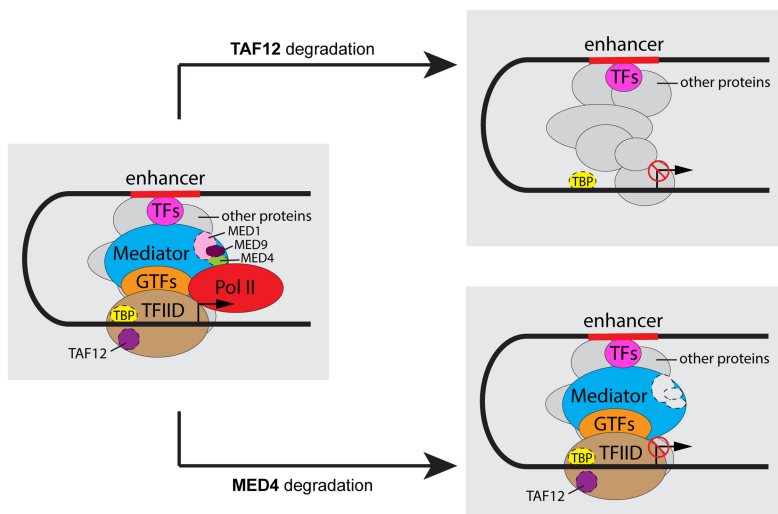 TAF12 degradation
enhancer
TFs
other proteins
TBP
enhancer
TFs
other proteins
MED1
MED9
MED4
Mediator
GTFs
Pol II
TBP
TFIID
TAF12
enhancer
TFs
other proteins
Mediator
GTFs
TBP
TFIID
TAF12
MED4 degradation